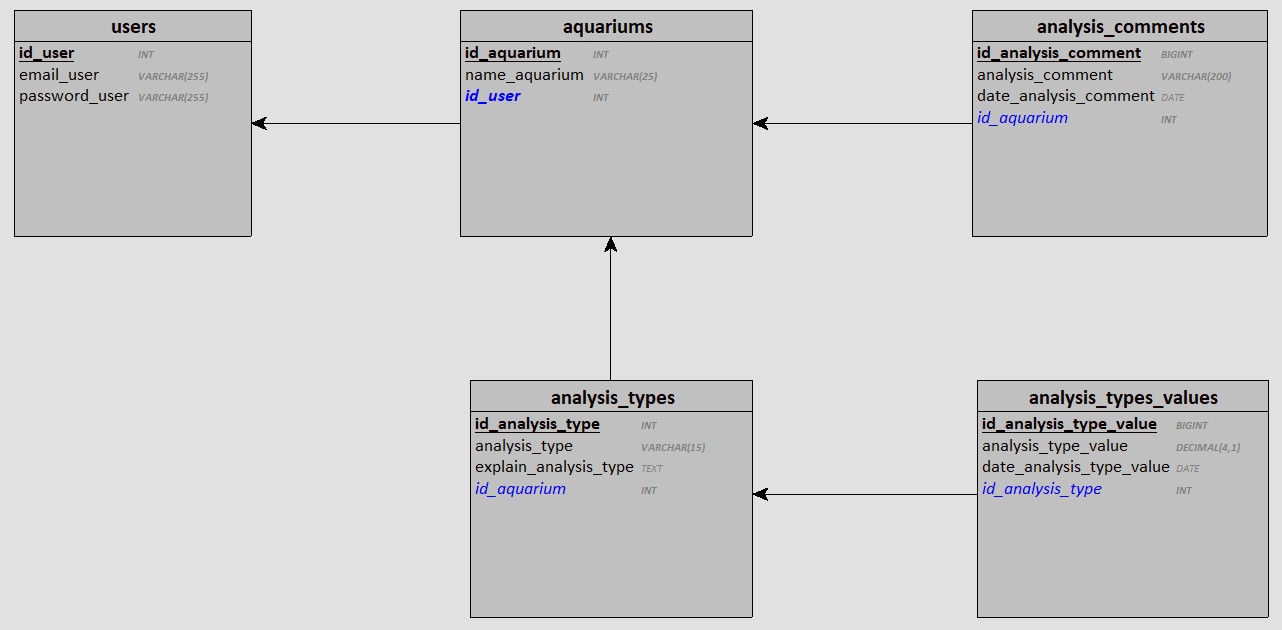 users
id_user INT
email_user VARCHAR(255)
password_user VARCHAR(255)
aquariums
id_aquarium INT
name_aquarium VARCHAR(25)
id_user INT
analysis_comments
id_analysis_comment BIGINT
analysis_comment VARCHAR(200)
date_analysis_comment DATE
id_aquarium INT
analysis_types
id_analysis_type INT
analysis_type VARCHAR(15)
explain_analysis_type TEXT
id_aquarium INT
analysis_types_values
id_analysis_type_value BIGINT
analysis_type_value DECIMAL(4,1)
date_analysis_type_value DATE
id_analysis_type INT